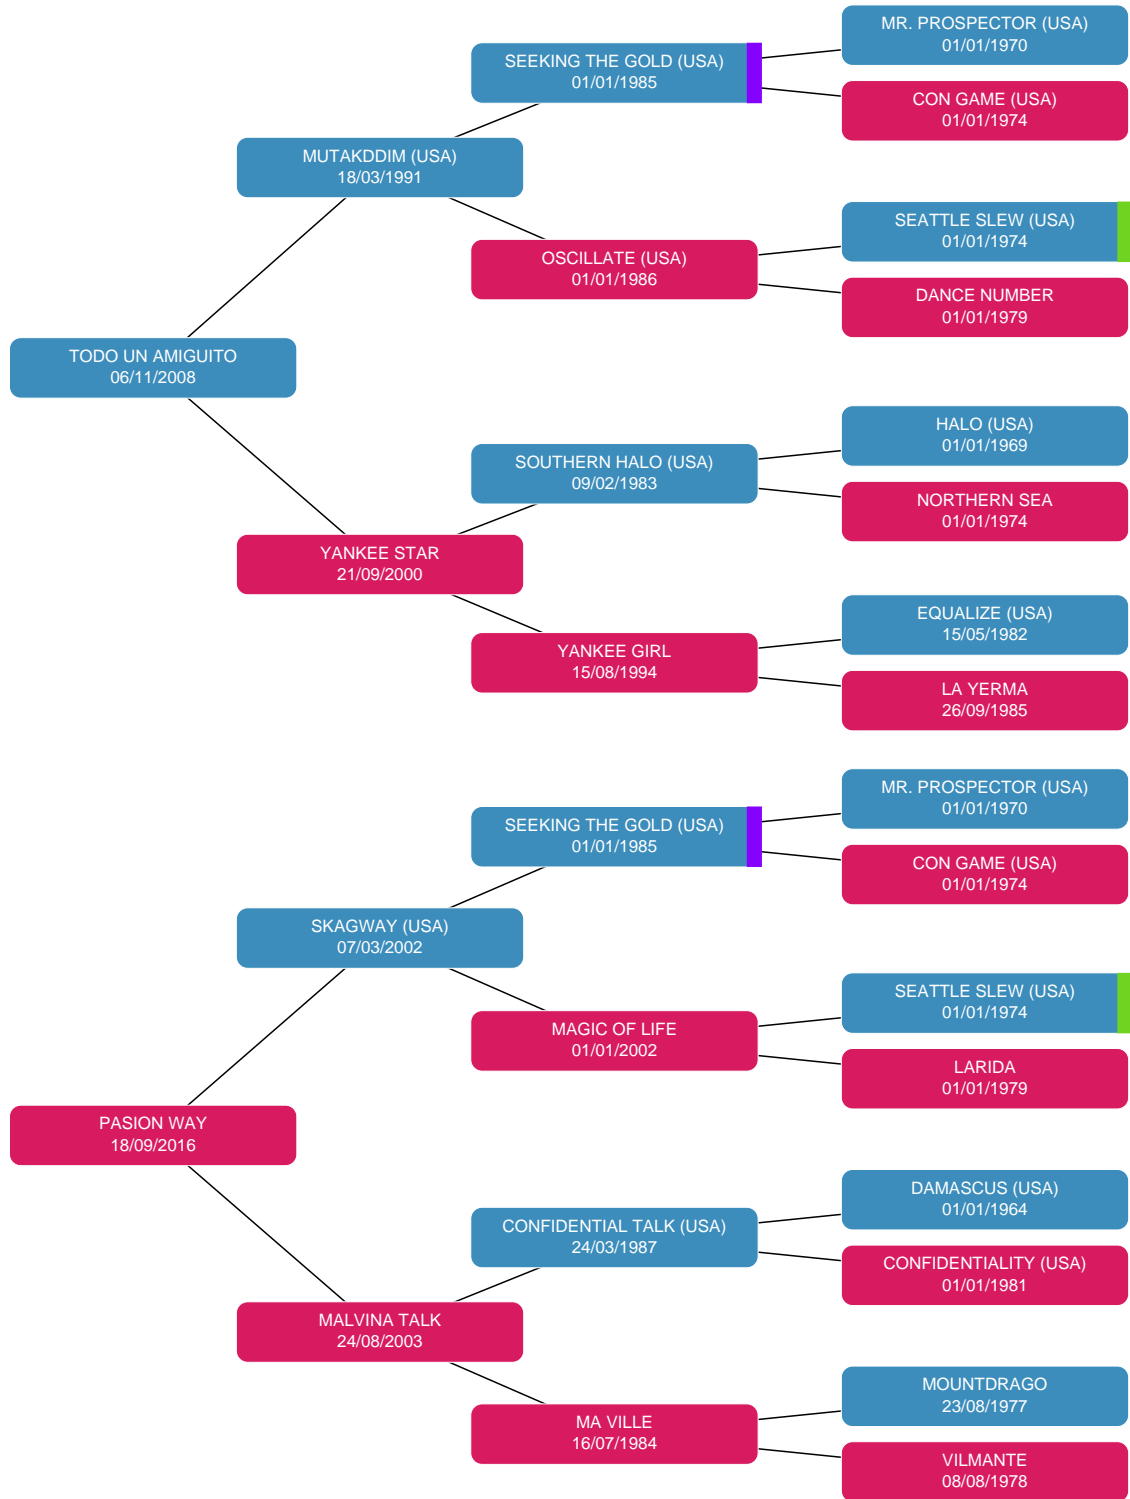 MR. PROSPECTOR (USA)
01/01/1970
SEEKING THE GOLD (USA)
01/01/1985
CON GAME (USA)
01/01/1974
MUTAKDDIM (USA)
18/03/1991
SEATTLE SLEW (USA)
01/01/1974
OSCILLATE (USA)
01/01/1986
DANCE NUMBER
01/01/1979
TODO UN AMIGUITO
06/11/2008
HALO (USA)
01/01/1969
SOUTHERN HALO (USA)
09/02/1983
NORTHERN SEA
01/01/1974
YANKEE STAR
21/09/2000
EQUALIZE (USA)
15/05/1982
YANKEE GIRL
15/08/1994
LA YERMA
26/09/1985
MR. PROSPECTOR (USA)
01/01/1970
SEEKING THE GOLD (USA)
01/01/1985
CON GAME (USA)
01/01/1974
SKAGWAY (USA)
07/03/2002
SEATTLE SLEW (USA)
01/01/1974
MAGIC OF LIFE
01/01/2002
LARIDA
01/01/1979
PASION WAY
18/09/2016
DAMASCUS (USA)
01/01/1964
CONFIDENTIAL TALK (USA)
24/03/1987
CONFIDENTIALITY (USA)
01/01/1981
MALVINA TALK
24/08/2003
MOUNTDRAGO
23/08/1977
MA VILLE
16/07/1984
VILMANTE
08/08/1978